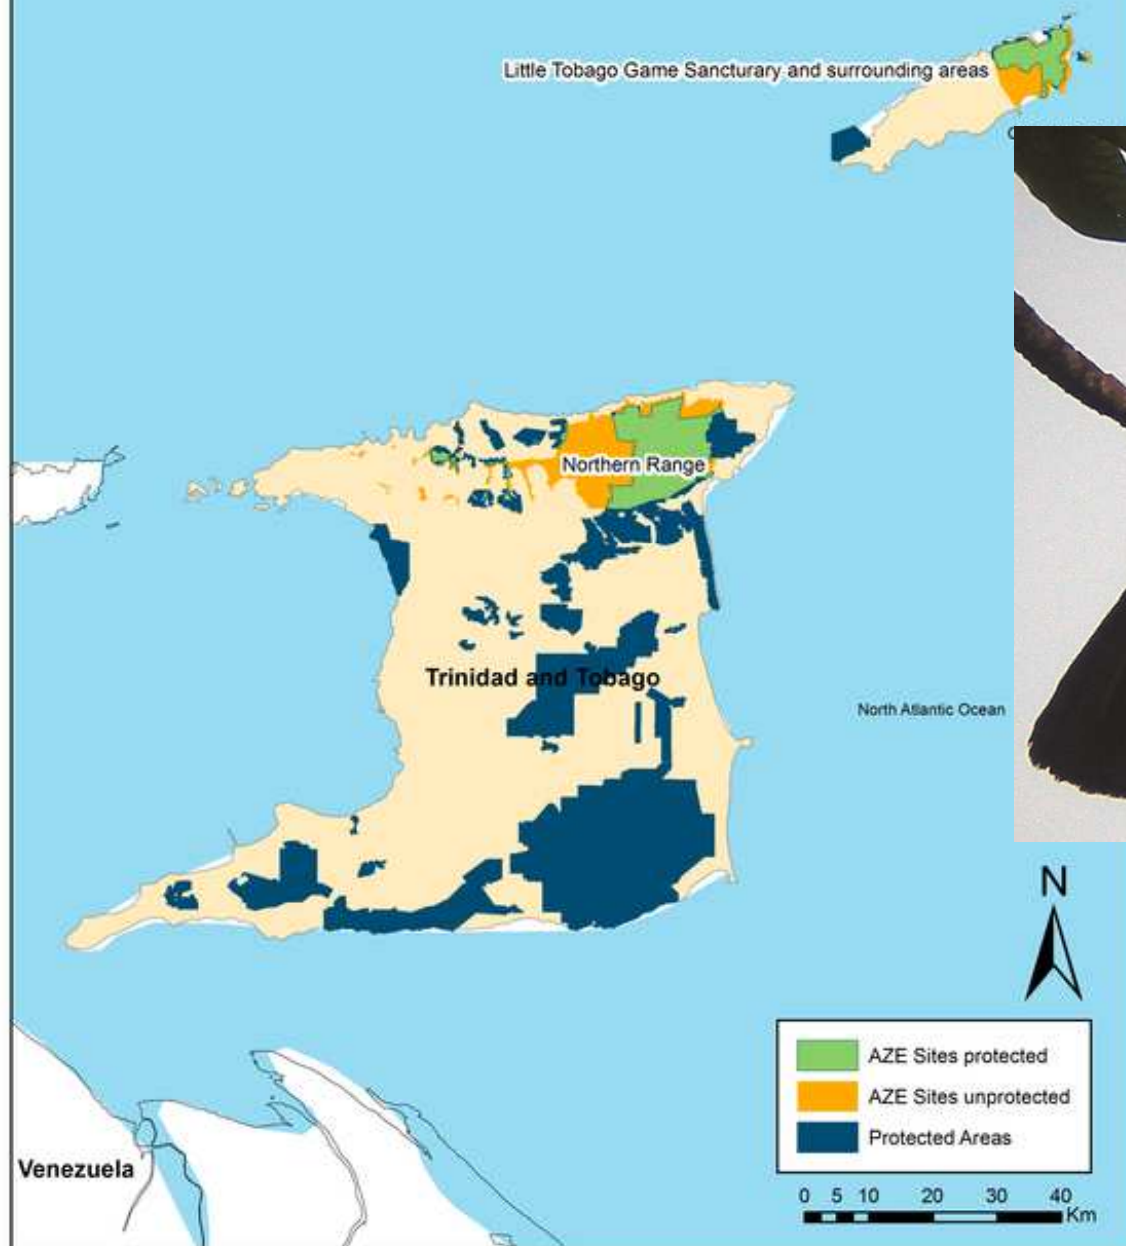 Little Tobago Game Sancturary and surrounding areas
Northern Range
Trinidad and Tobago
North Atlantic Ocean
N
AZE Sites protected
AZE Sites unprotected
Protected Areas
Venezuela
0 5 10 20 30 40
Km